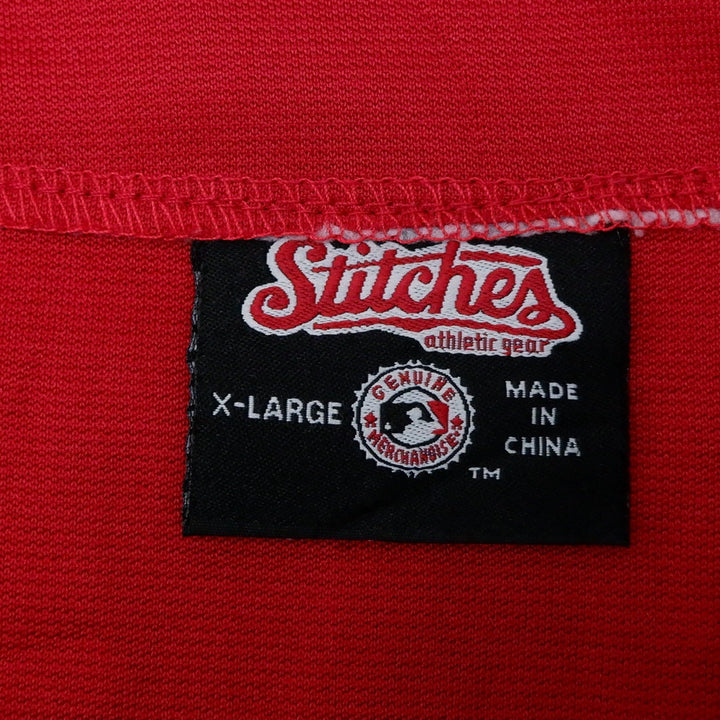 Stitches
athletic gear
X-LARGE
GENUINE
MERCHANDISE
TM
MADE
IN
CHINA